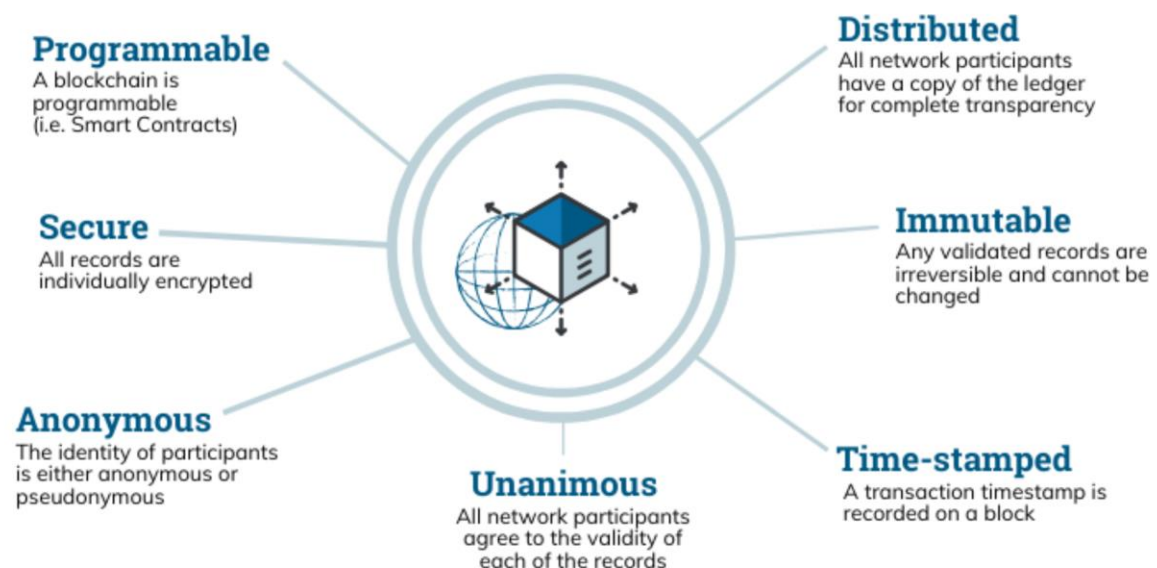 Programmable
A blockchain is
programmable
(i.e. Smart Contracts)
Distributed
All network participants
have a copy of the ledger
for complete transparency
Secure
All records are
individually encrypted
Immutable
Any validated records are
irreversible and cannot be
changed
Anonymous
The identity of participants
is either anonymous or
pseudonymous
Unanimous
All network participants
agree to the validity of
each of the records
Time-stamped
A transaction timestamp is
recorded on a block